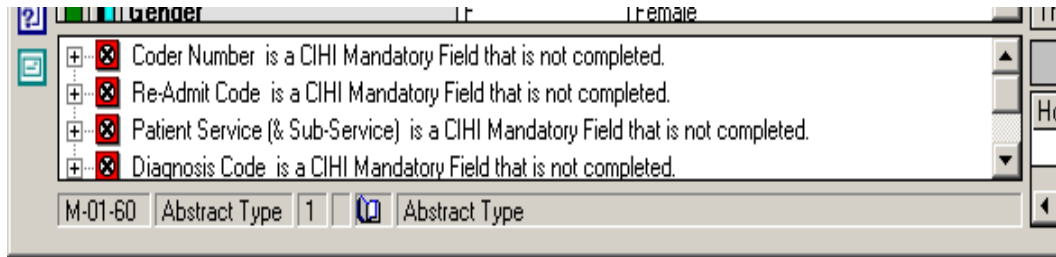 Gender F Female
Coder Number is a CIHI Mandatory Field that is not completed.
Re-Admit Code is a CIHI Mandatory Field that is not completed.
Patient Service (& Sub-Service) is a CIHI Mandatory Field that is not completed.
Diagnosis Code is a CIHI Mandatory Field that is not completed.
M-01-60 Abstract Type 1 Abstract Type